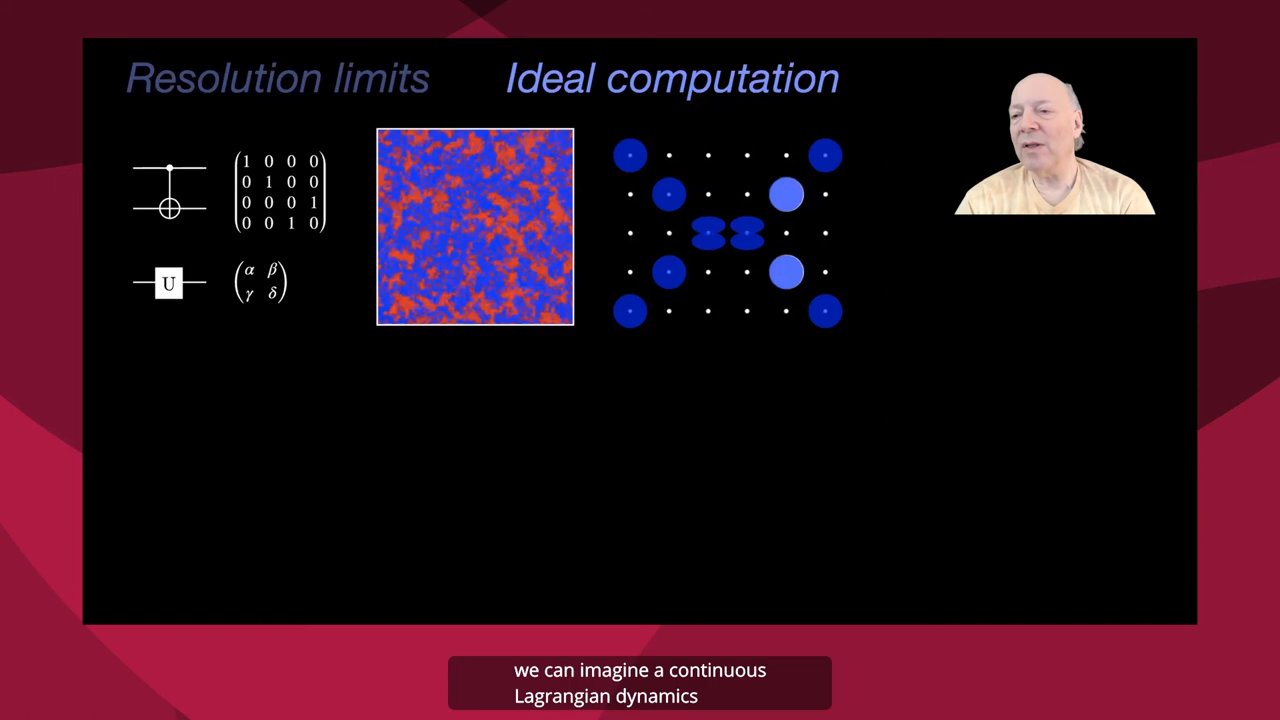 Resolution limits
Ideal computation
1 0 0 0
0 1 0 0
0 0 0 1
0 0 1 0
U
α β
γ δ
we can imagine a continuous
Lagrangian dynamics